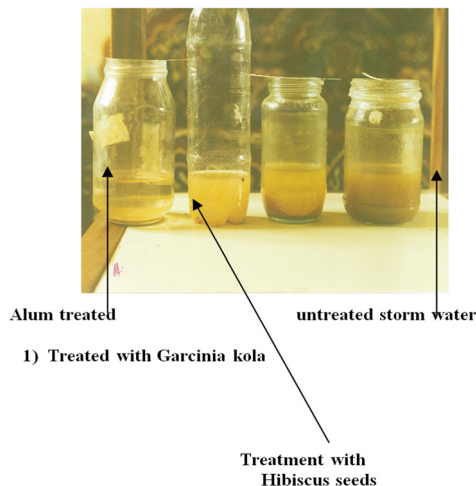 Alum treated
untreated storm water
1) Treated with Garcinia kola
Treatment with
Hibiscus seeds